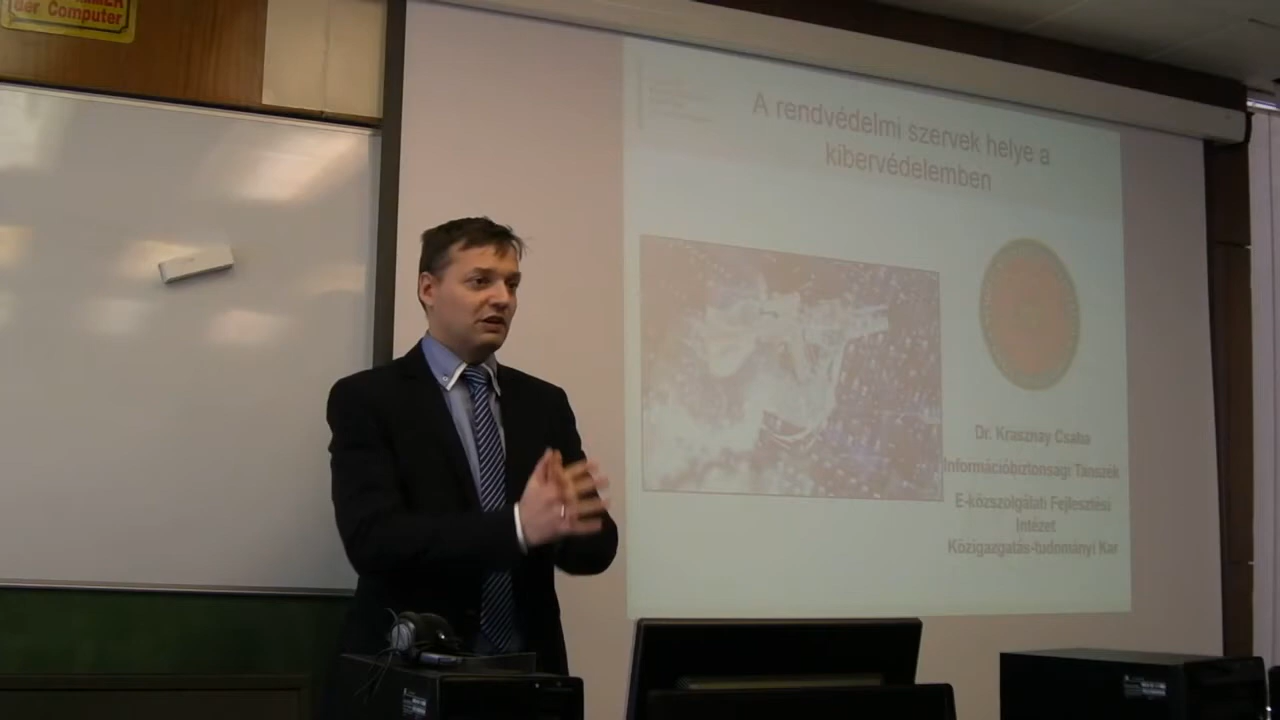 der Computer
A rendvédelmi szervek helye a
kibervédelemben
Dr. Krasznay Csaba
Információbiztonsági Tanszék
E-közszolgálati Fejlesztési
Intézet
Közigazgatás-tudományi Kar